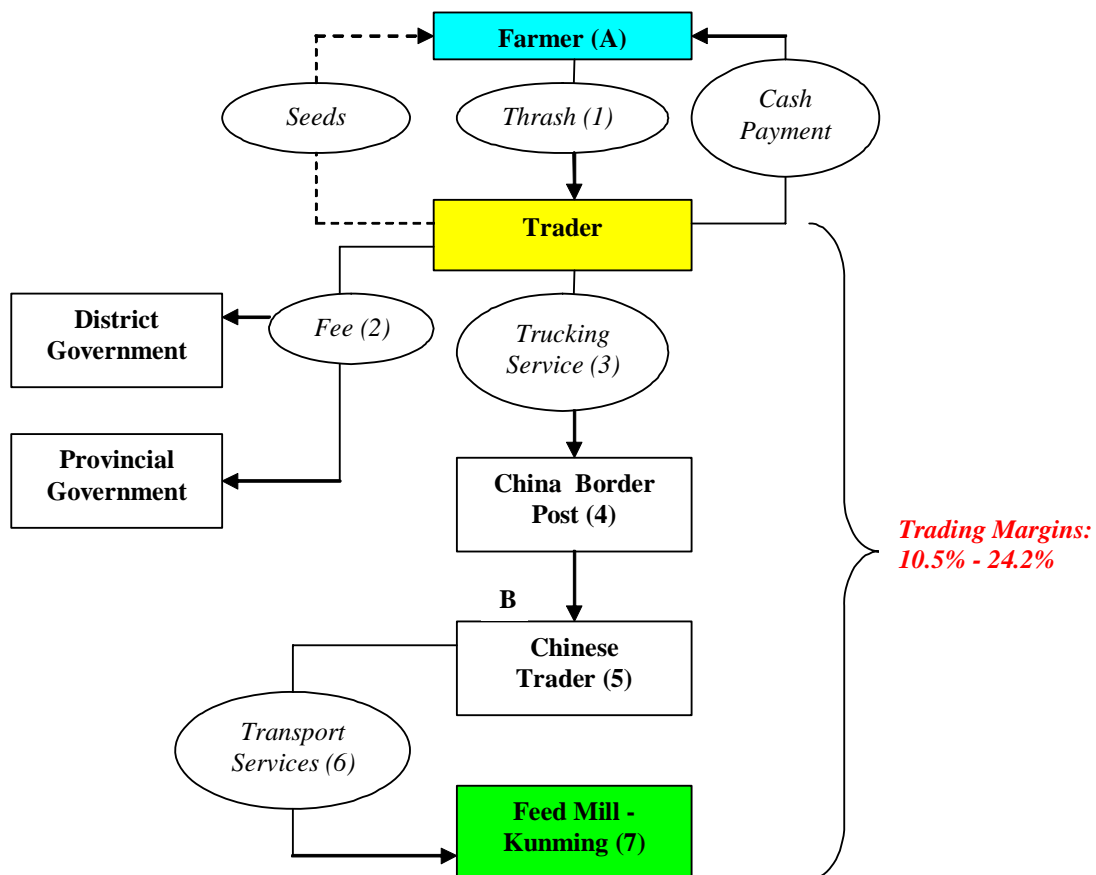 Farmer (A)
Seeds
Thrash (1)
Cash
Payment
Trader
District
Government
Fee (2)
Trucking
Service (3)
Provincial
Government
China Border
Post (4)
Trading Margins:
10.5% - 24.2%
B
Chinese
Trader (5)
Transport
Services (6)
Feed Mill -
Kunming (7)